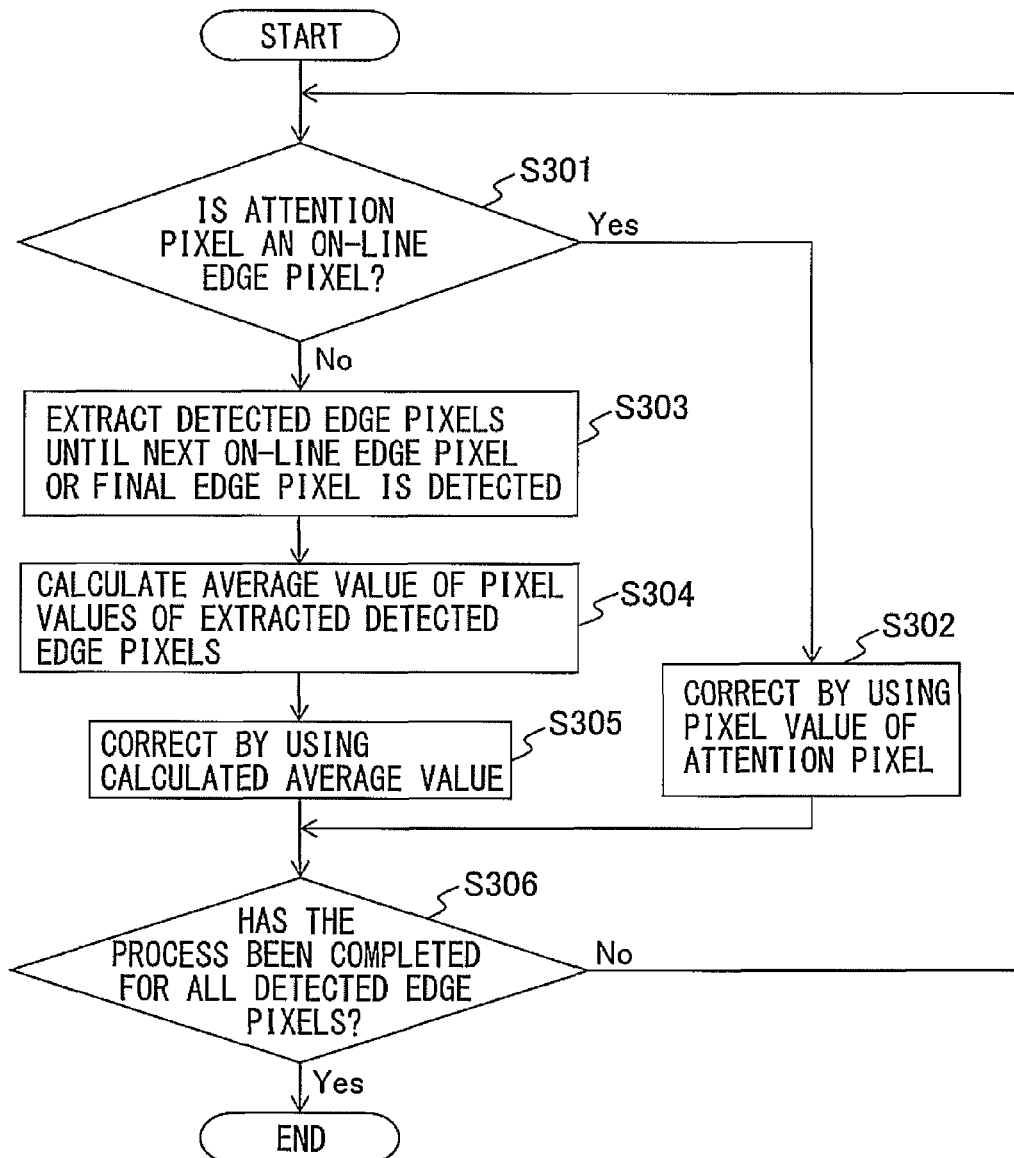 START
S301
IS ATTENTION
PIXEL AN ON-LINE
EDGE PIXEL?
Yes
No
S303
EXTRACT DETECTED EDGE PIXELS
UNTIL NEXT ON-LINE EDGE PIXEL
OR FINAL EDGE PIXEL IS DETECTED
S304
CALCULATE AVERAGE VALUE OF PIXEL
VALUES OF EXTRACTED DETECTED
EDGE PIXELS
S302
CORRECT BY USING
PIXEL VALUE OF
ATTENTION PIXEL
S305
CORRECT BY USING
CALCULATED AVERAGE VALUE
S306
HAS THE
PROCESS BEEN COMPLETED
FOR ALL DETECTED EDGE
PIXELS?
No
Yes
END